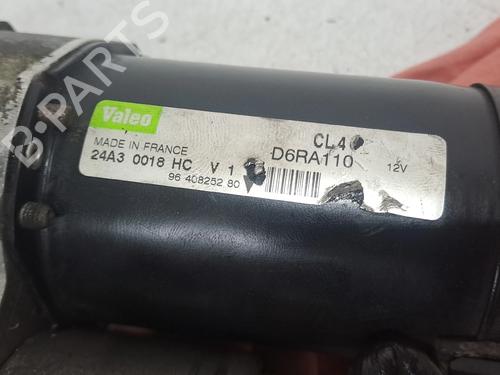 B-PARTS
Valeo
MADE IN FRANCE
CL4
24A3 0018 HC V 1
D6RA110
12V
96 408252 80